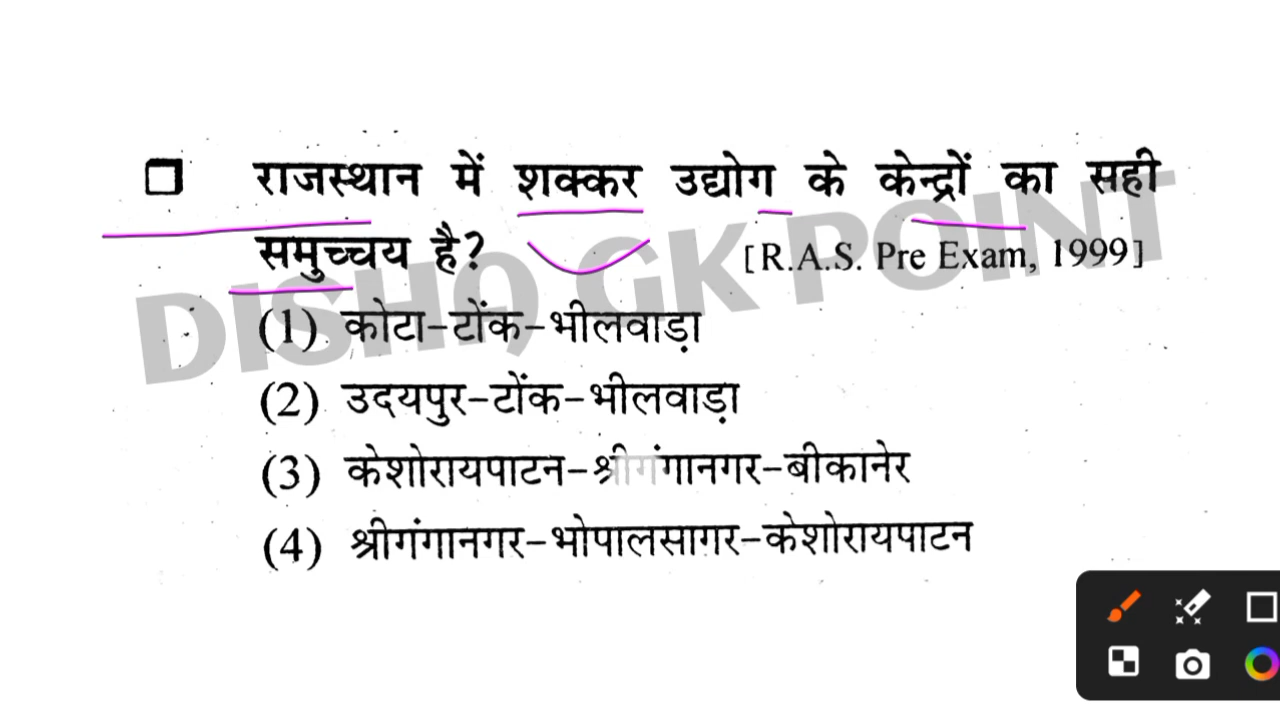 राजस्थान में शक्कर उद्योग के केन्द्रों का सही
समुच्चय है? [R.A.S. Pre Exam, 1999]
(1) कोटा-टोंक-भीलवाड़ा
(2) उदयपुर-टोंक-भीलवाड़ा
(3) केशोरायपाटन-श्रीगंगानगर-बीकानेर
(4) श्रीगंगानगर-भोपालसागर-केशोरायपाटन
GK POINT